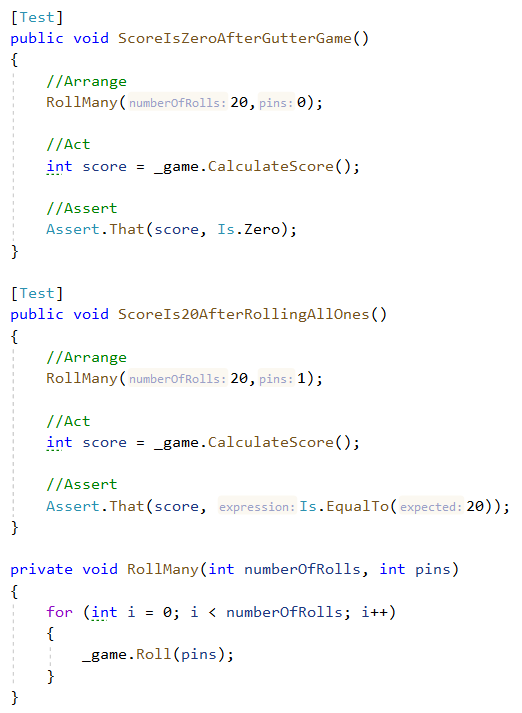 [Test]
public void ScoreIsZeroAfterGutterGame()
{
//Arrange
RollMany(numberOfRolls: 20, pins: 0);
//Act
int score = _game.CalculateScore();
//Assert
Assert.That(score, Is.Zero);
}
[Test]
public void ScoreIs20AfterRollingAllOnes()
{
//Arrange
RollMany(numberOfRolls: 20, pins: 1);
//Act
int score = _game.CalculateScore();
//Assert
Assert.That(score, expression: Is.EqualTo(expected: 20));
}
private void RollMany(int numberOfRolls, int pins)
{
for (int i = 0; i < numberOfRolls; i++)
{
_game.Roll(pins);
}
}